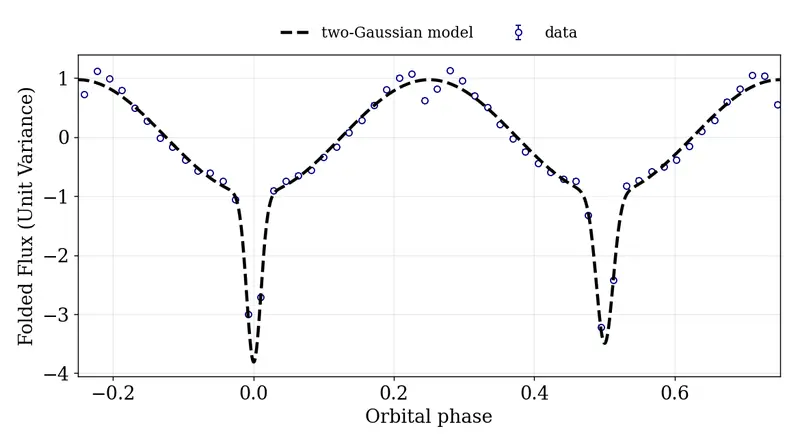 two-Gaussian model data
Folded Flux (Unit Variance)
1
0
−1
−2
−3
−4
−0.2 0.0 0.2 0.4 0.6
Orbital phase